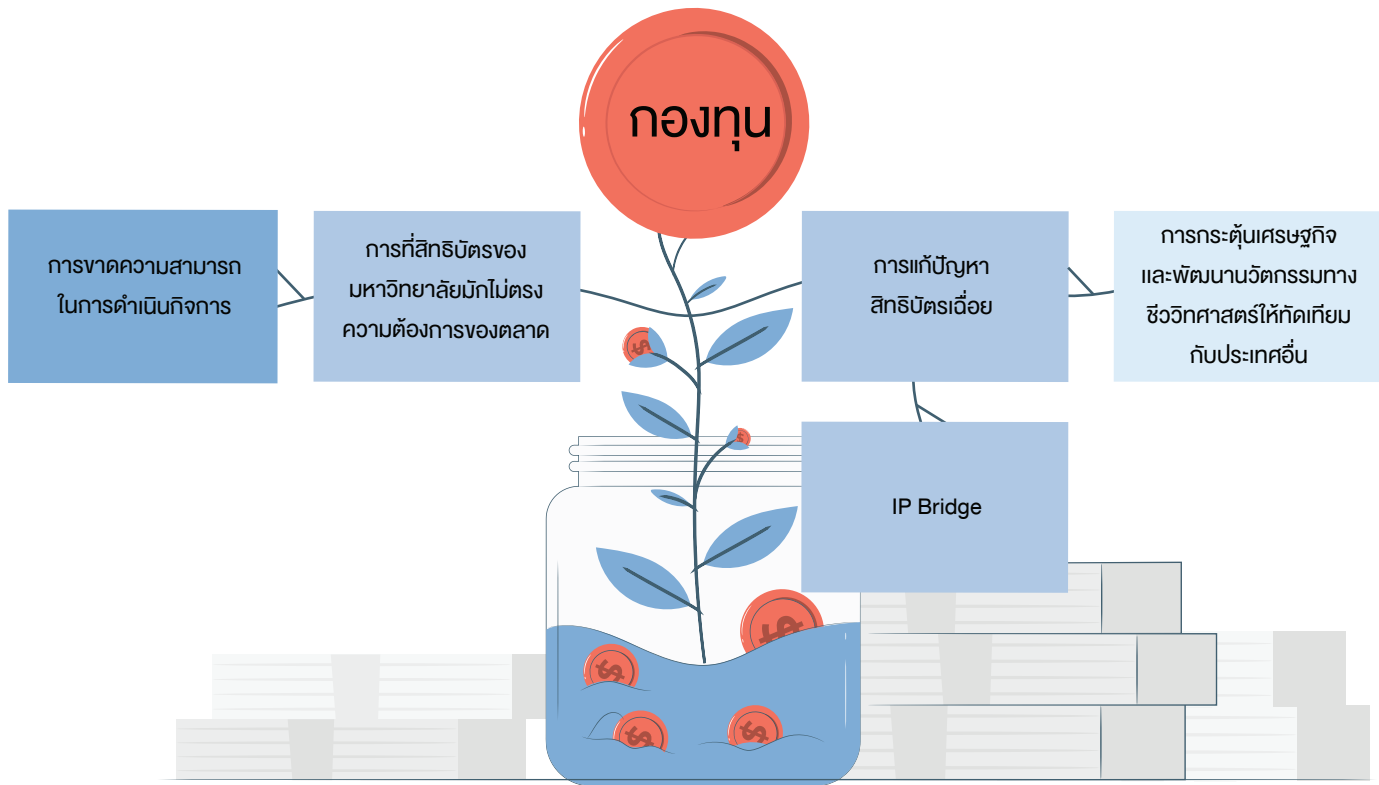 กองทุน
การขาดความสามารถ
ในการดำเนินกิจการ
การที่สิทธิบัตรของ
มหาวิทยาลัยมักไม่ตรง
ความต้องการของตลาด
การแก้ปัญหา
สิทธิบัตรเฉื่อย
การกระตุ้นเศรษฐกิจ
และพัฒนานวัตกรรมทาง
ชีววิทศาสตร์ให้ทัดเทียม
กับประเทศอื่น
IP Bridge
$
$
$
$
$
$